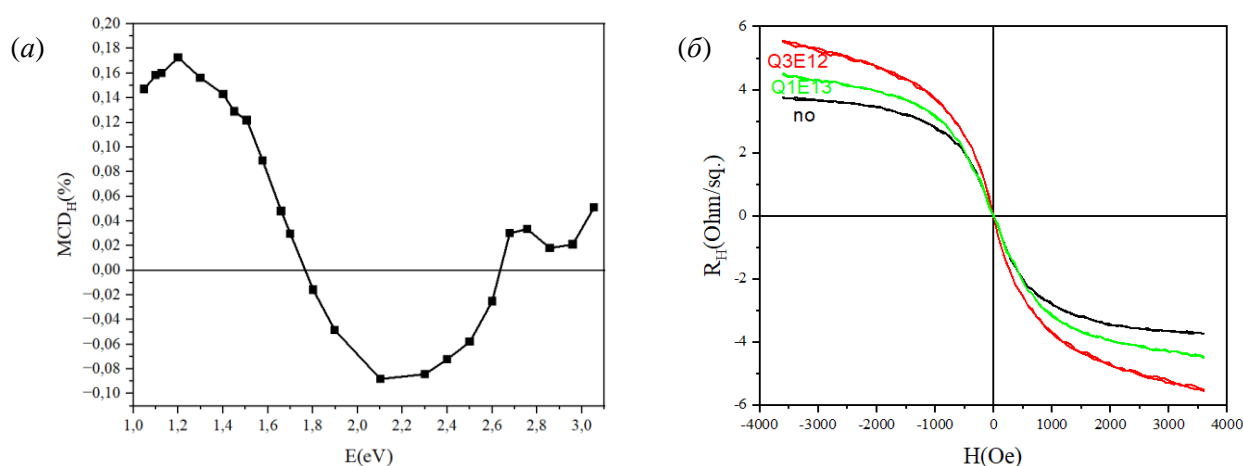 (а)
0,20
0,18
0,16
0,14
0,12
0,10
0,08
0,06
0,04
0,02
0,00
−0,02
−0,04
−0,06
−0,08
−0,10
MCD_H(%)
1,0 1,2 1,4 1,6 1,8 2,0 2,2 2,4 2,6 2,8 3,0
E(eV)
(б)
6
4
2
0
-2
-4
-6
R_H(Ohm/sq.)
Q3E12
Q1E13
no
-4000 -3000 -2000 -1000 0 1000 2000 3000 4000
H(Oe)